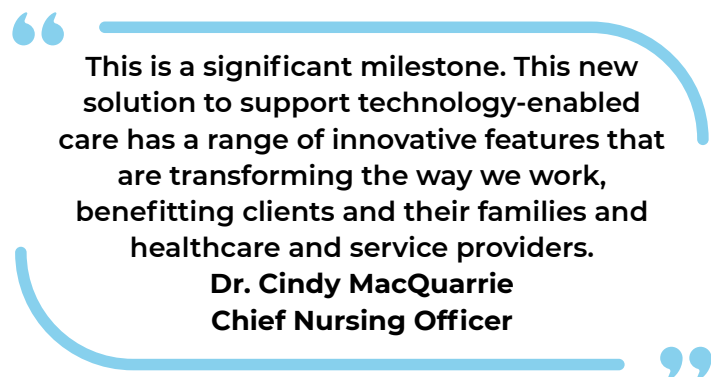 This is a significant milestone. This new
solution to support technology-enabled
care has a range of innovative features that
are transforming the way we work,
benefitting clients and their families and
healthcare and service providers.
Dr. Cindy MacQuarrie
Chief Nursing Officer